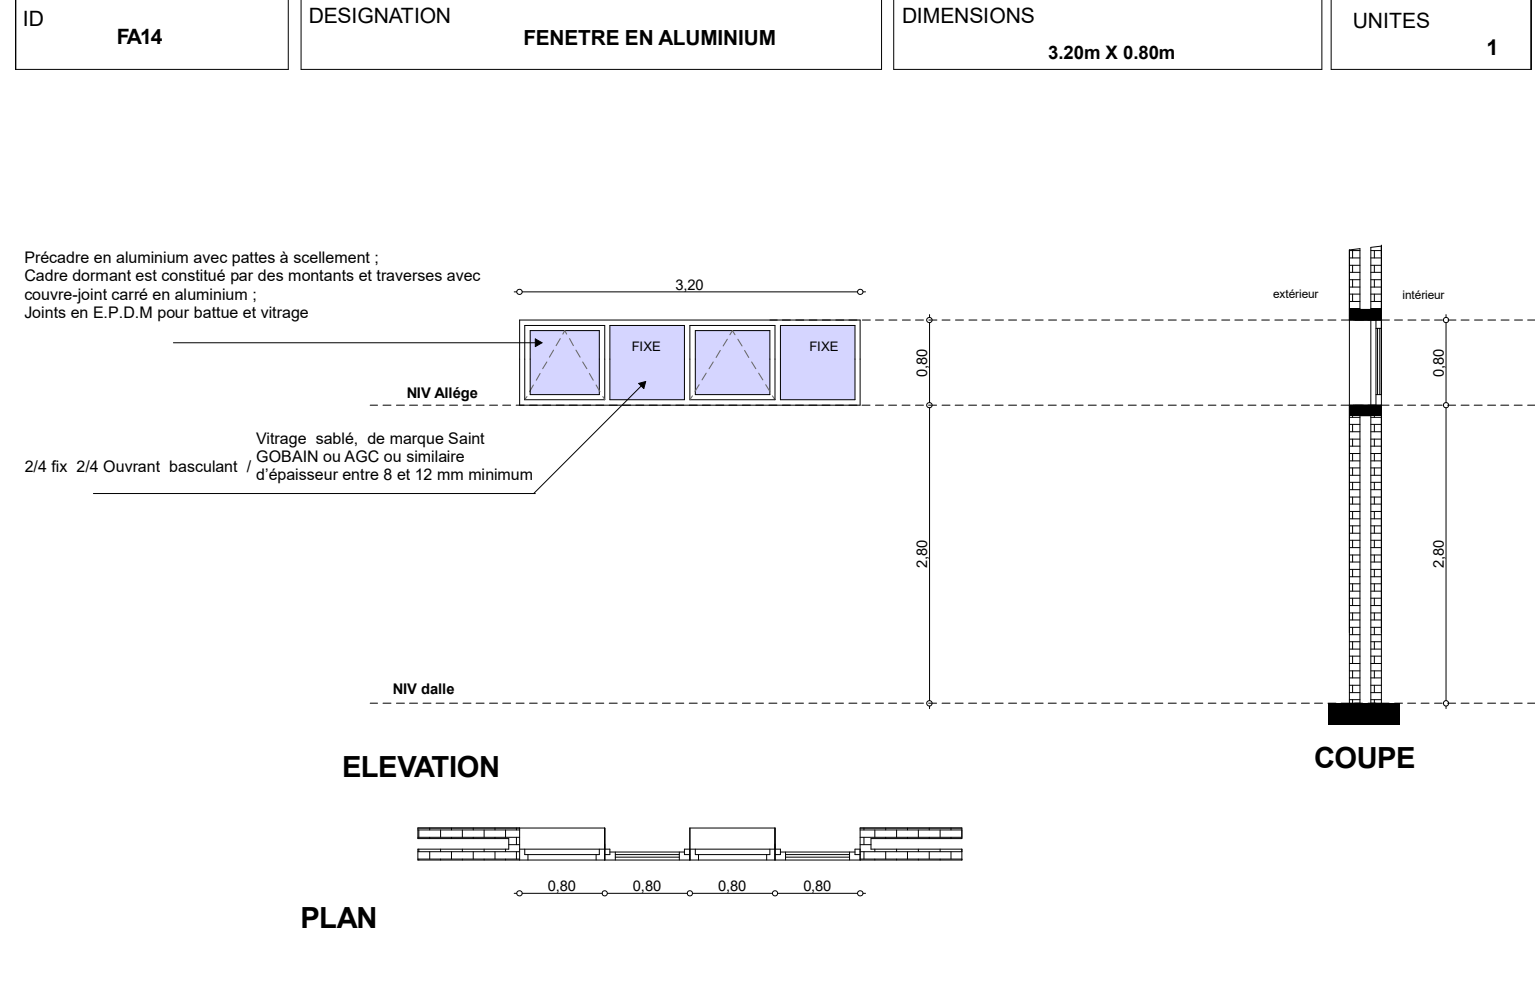 ID
FA14
DESIGNATION
FENETRE EN ALUMINIUM
DIMENSIONS
3.20m X 0.80m
UNITES
1
Précadre en aluminium avec pattes à scellement ;
Cadre dormant est constitué par des montants et traverses avec
couvre-joint carré en aluminium ;
Joints en E.P.D.M pour battue et vitrage
3,20
extérieur
intérieur
FIXE
FIXE
0,80
0,80
NIV Allége
Vitrage sablé, de marque Saint
GOBAIN ou AGC ou similaire
d'épaisseur entre 8 et 12 mm minimum
2/4 fix 2/4 Ouvrant basculant /
2,80
2,80
NIV dalle
ELEVATION
COUPE
0,80
0,80
0,80
0,80
PLAN